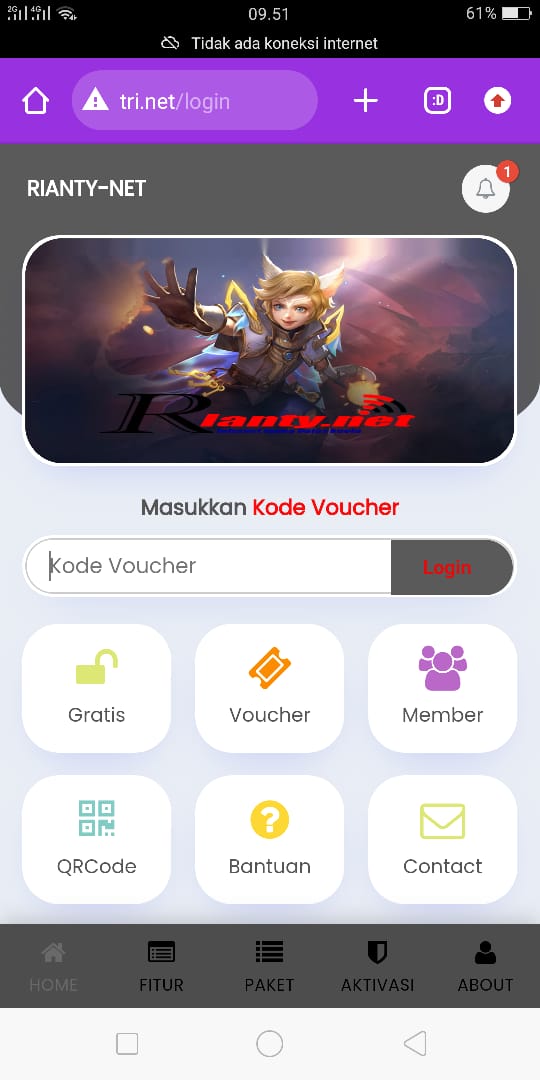 2G 4G 09.51 61%
Tidak ada koneksi internet
tri.net/login
:D
RIANTY-NET
1
Rianty.net
Masukkan Kode Voucher
Kode Voucher
Login
Gratis
Voucher
Member
QRCode
Bantuan
Contact
HOME
FITUR
PAKET
AKTIVASI
ABOUT